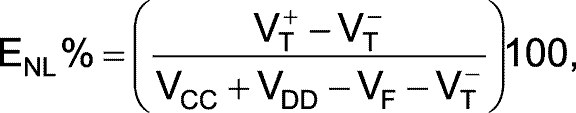 E_NL % = ( (V_T^+ − V_T^−) / (V_CC + V_DD − V_F − V_T^−) ) 100,